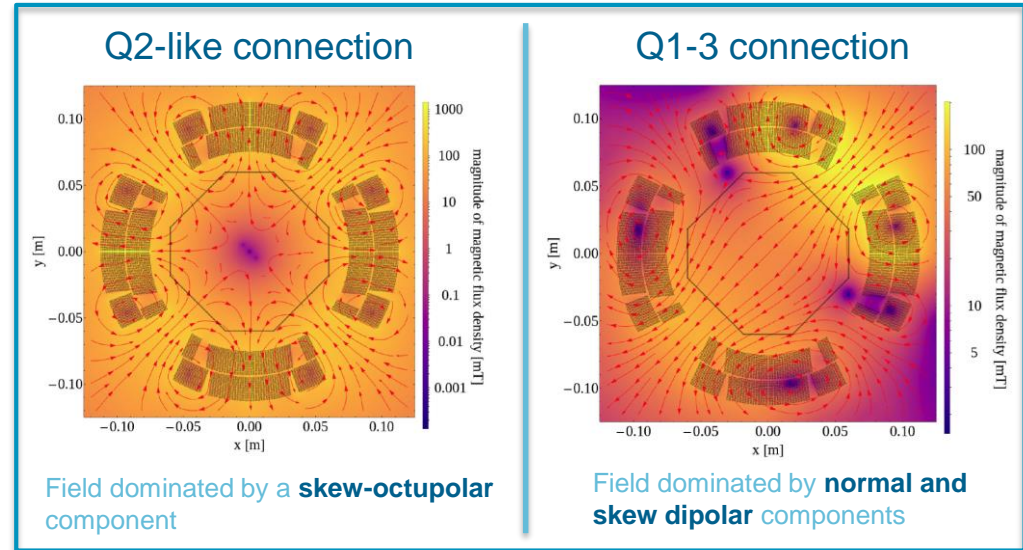 Q2-like connection
0.10
0.05
0.00
−0.05
−0.10
y [m]
−0.10
−0.05
0.00
0.05
0.10
x [m]
1000
100
10
1
0.1
0.01
0.001
magnitude of magnetic flux density [mT]
Field dominated by a skew-octupolar
component
Q1-3 connection
0.10
0.05
0.00
−0.05
−0.10
y [m]
−0.10
−0.05
0.00
0.05
0.10
x [m]
100
50
10
5
magnitude of magnetic flux density [mT]
Field dominated by normal and
skew dipolar components